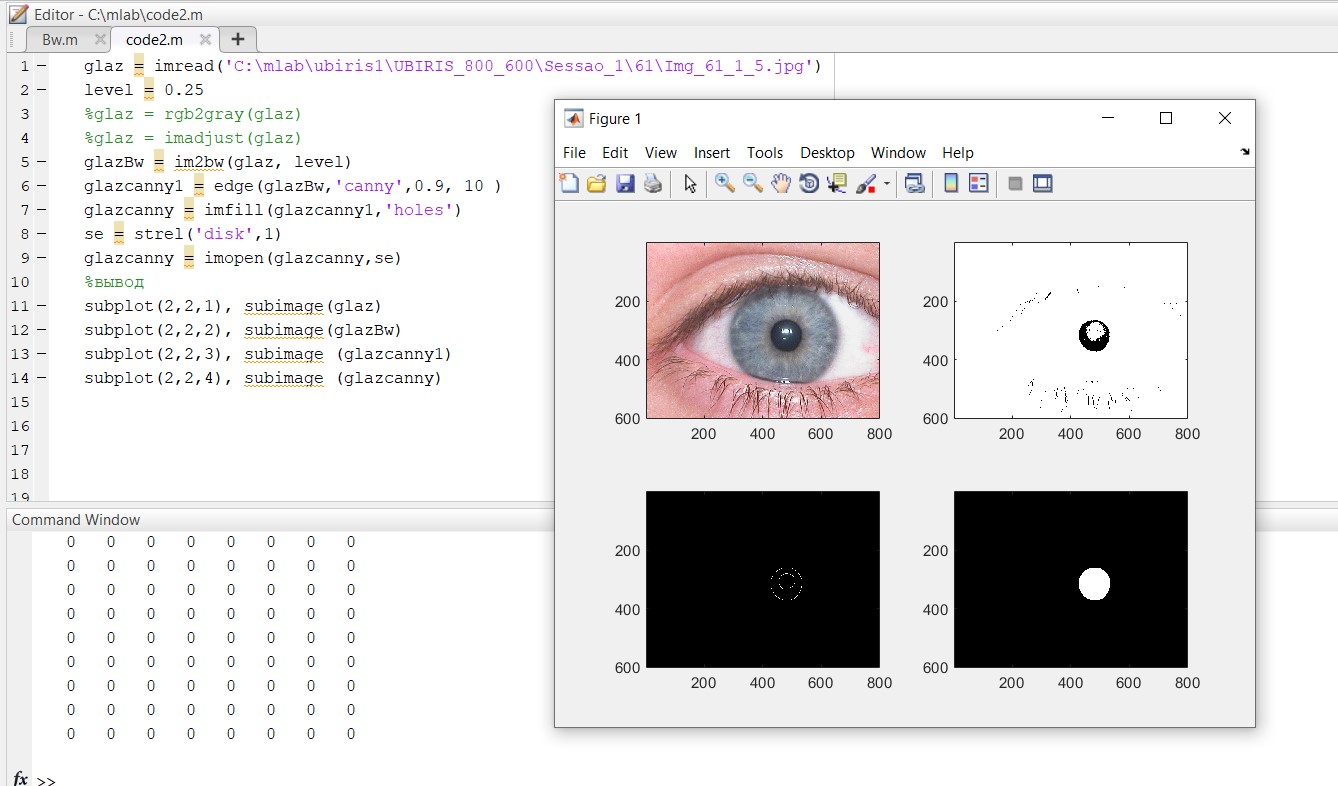 Editor - C:\mlab\code2.m
Bw.m code2.m
1 glaz = imread('C:\mlab\ubiris1\UBIRIS_800_600\Sessao_1\61\Img_61_1_5.jpg')
2 level = 0.25
3 %glaz = rgb2gray(glaz)
4 %glaz = imadjust(glaz)
5 glazBw = im2bw(glaz, level)
6 glazcanny1 = edge(glazBw,'canny',0.9, 10 )
7 glazcanny = imfill(glazcanny1,'holes')
8 se = strel('disk',1)
9 glazcanny = imopen(glazcanny,se)
10 %вывод
11 subplot(2,2,1), subimage(glaz)
12 subplot(2,2,2), subimage(glazBw)
13 subplot(2,2,3), subimage (glazcanny1)
14 subplot(2,2,4), subimage (glazcanny)
15
16
17
18
19
Figure 1
File Edit View Insert Tools Desktop Window Help
200
400
600
200 400 600 800
200
400
600
200 400 600 800
200
400
600
200 400 600 800
200
400
600
200 400 600 800
Command Window
0 0 0 0 0 0 0 0
0 0 0 0 0 0 0 0
0 0 0 0 0 0 0 0
0 0 0 0 0 0 0 0
0 0 0 0 0 0 0 0
0 0 0 0 0 0 0 0
0 0 0 0 0 0 0 0
0 0 0 0 0 0 0 0
0 0 0 0 0 0 0 0
fx >>